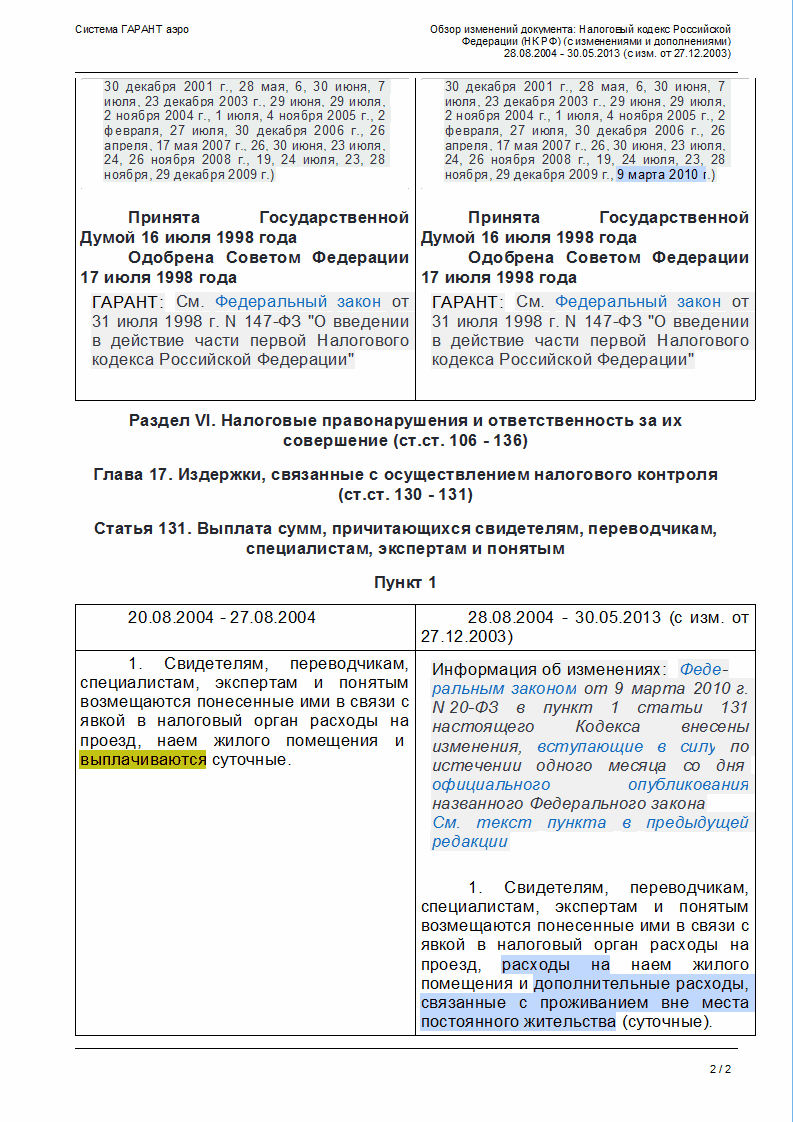 Система ГАРАНТ аэро
Обзор изменений документа: Налоговый кодекс Российской
Федерации (НК РФ) (с изменениями и дополнениями)
28.08.2004 - 30.05.2013 (с изм. от 27.12.2003)
30 декабря 2001 г., 28 мая, 6, 30 июня, 7
июля, 23 декабря 2003 г., 29 июня, 29 июля,
2 ноября 2004 г., 1 июля, 4 ноября 2005 г., 2
февраля, 27 июля, 30 декабря 2006 г., 26
апреля, 17 мая 2007 г., 26, 30 июня, 23 июля,
24, 26 ноября 2008 г., 19, 24 июля, 23, 28
ноября, 29 декабря 2009 г.)
Принята Государственной
Думой 16 июля 1998 года
Одобрена Советом Федерации
17 июля 1998 года
ГАРАНТ: См. Федеральный закон от
31 июля 1998 г. N 147-ФЗ "О введении
в действие части первой Налогового
кодекса Российской Федерации"
30 декабря 2001 г., 28 мая, 6, 30 июня, 7
июля, 23 декабря 2003 г., 29 июня, 29 июля,
2 ноября 2004 г., 1 июля, 4 ноября 2005 г., 2
февраля, 27 июля, 30 декабря 2006 г., 26
апреля, 17 мая 2007 г., 26, 30 июня, 23 июля,
24, 26 ноября 2008 г., 19, 24 июля, 23, 28
ноября, 29 декабря 2009 г., 9 марта 2010 г.)
Принята Государственной
Думой 16 июля 1998 года
Одобрена Советом Федерации
17 июля 1998 года
ГАРАНТ: См. Федеральный закон от
31 июля 1998 г. N 147-ФЗ "О введении
в действие части первой Налогового
кодекса Российской Федерации"
Раздел VI. Налоговые правонарушения и ответственность за их
совершение (ст.ст. 106 - 136)
Глава 17. Издержки, связанные с осуществлением налогового контроля
(ст.ст. 130 - 131)
Статья 131. Выплата сумм, причитающихся свидетелям, переводчикам,
специалистам, экспертам и понятым
Пункт 1
20.08.2004 - 27.08.2004
28.08.2004 - 30.05.2013 (с изм. от
27.12.2003)
1. Свидетелям, переводчикам,
специалистам, экспертам и понятым
возмещаются понесенные ими в связи с
явкой в налоговый орган расходы на
проезд, наем жилого помещения и
выплачиваются суточные.
Информация об изменениях: Феде-
ральным законом от 9 марта 2010 г.
N 20-ФЗ в пункт 1 статьи 131
настоящего Кодекса внесены
изменения, вступающие в силу по
истечении одного месяца со дня
официального опубликования
названного Федерального закона
См. текст пункта в предыдущей
редакции
1. Свидетелям, переводчикам,
специалистам, экспертам и понятым
возмещаются понесенные ими в связи с
явкой в налоговый орган расходы на
проезд, расходы на наем жилого
помещения и дополнительные расходы,
связанные с проживанием вне места
постоянного жительства (суточные).
2 / 2